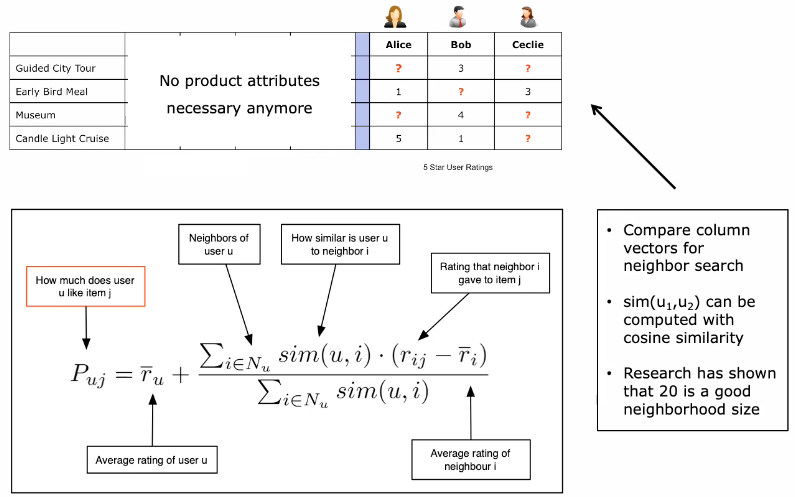 Alice Bob Ceclie
Guided City Tour ? 3 ?
Early Bird Meal 1 ? 3
Museum ? 4 ?
Candle Light Cruise 5 1 ?
No product attributes
necessary anymore
5 Star User Ratings
How much does user
u like item j
Neighbors of
user u
How similar is user u
to neighbor i
Rating that neighbor i
gave to item j
P_{uj} = \overline{r}_u + \frac{\sum_{i \in N_u} sim(u, i) \cdot (r_{ij} - \overline{r}_i)}{\sum_{i \in N_u} sim(u, i)}
Average rating of user u
Average rating of
neighbour i
• Compare column
vectors for
neighbor search
• sim(u₁,u₂) can be
computed with
cosine similarity
• Research has shown
that 20 is a good
neighborhood size